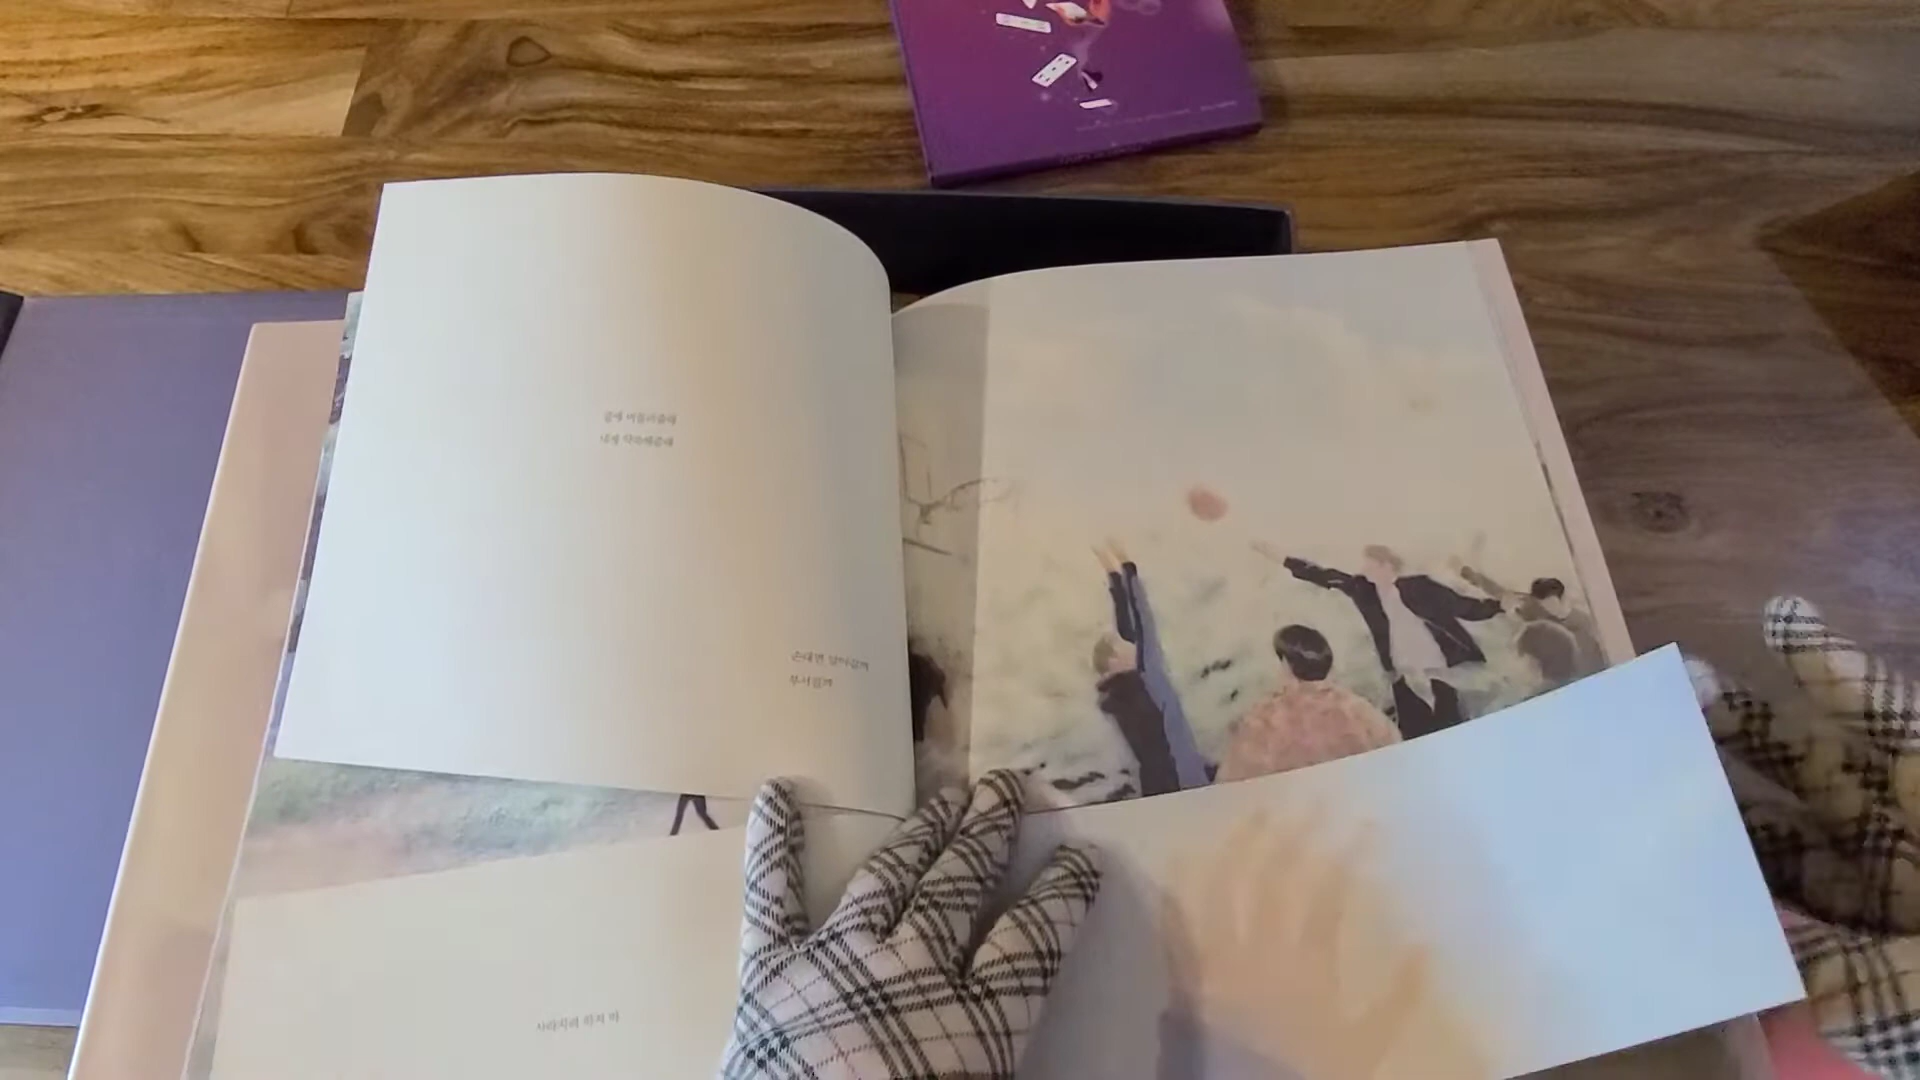 곁에 머물러줄래
내게 약속해줄래
손대면 날아갈까
부서질까
사라지려 하지 마